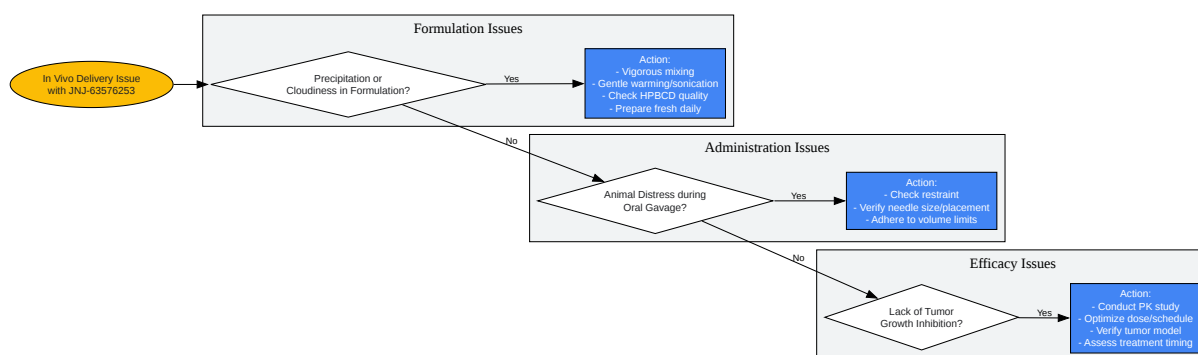 Formulation Issues
In Vivo Delivery Issue
with JNJ-63576253
Precipitation or
Cloudiness in Formulation?
Yes
Action:
- Vigorous mixing
- Gentle warming/sonication
- Check HPBCD quality
- Prepare fresh daily
No
Administration Issues
Animal Distress during
Oral Gavage?
Yes
Action:
- Check restraint
- Verify needle size/placement
- Adhere to volume limits
No
Efficacy Issues
Lack of Tumor
Growth Inhibition?
Yes
Action:
- Conduct PK study
- Optimize dose/schedule
- Verify tumor model
- Assess treatment timing